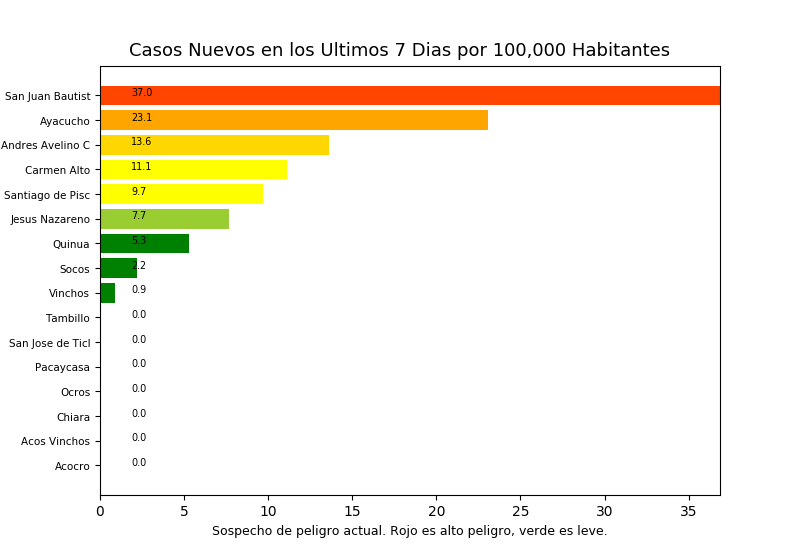 Casos Nuevos en los Ultimos 7 Dias por 100,000 Habitantes
San Juan Bautist 37.0
Ayacucho 23.1
Andres Avelino C 13.6
Carmen Alto 11.1
Santiago de Pisc 9.7
Jesus Nazareno 7.7
Quinua 5.3
Socos 2.2
Vinchos 0.9
Tambillo 0.0
San Jose de Ticl 0.0
Pacaycasa 0.0
Ocros 0.0
Chiara 0.0
Acos Vinchos 0.0
Acocro 0.0
0 5 10 15 20 25 30 35
Sospecho de peligro actual. Rojo es alto peligro, verde es leve.